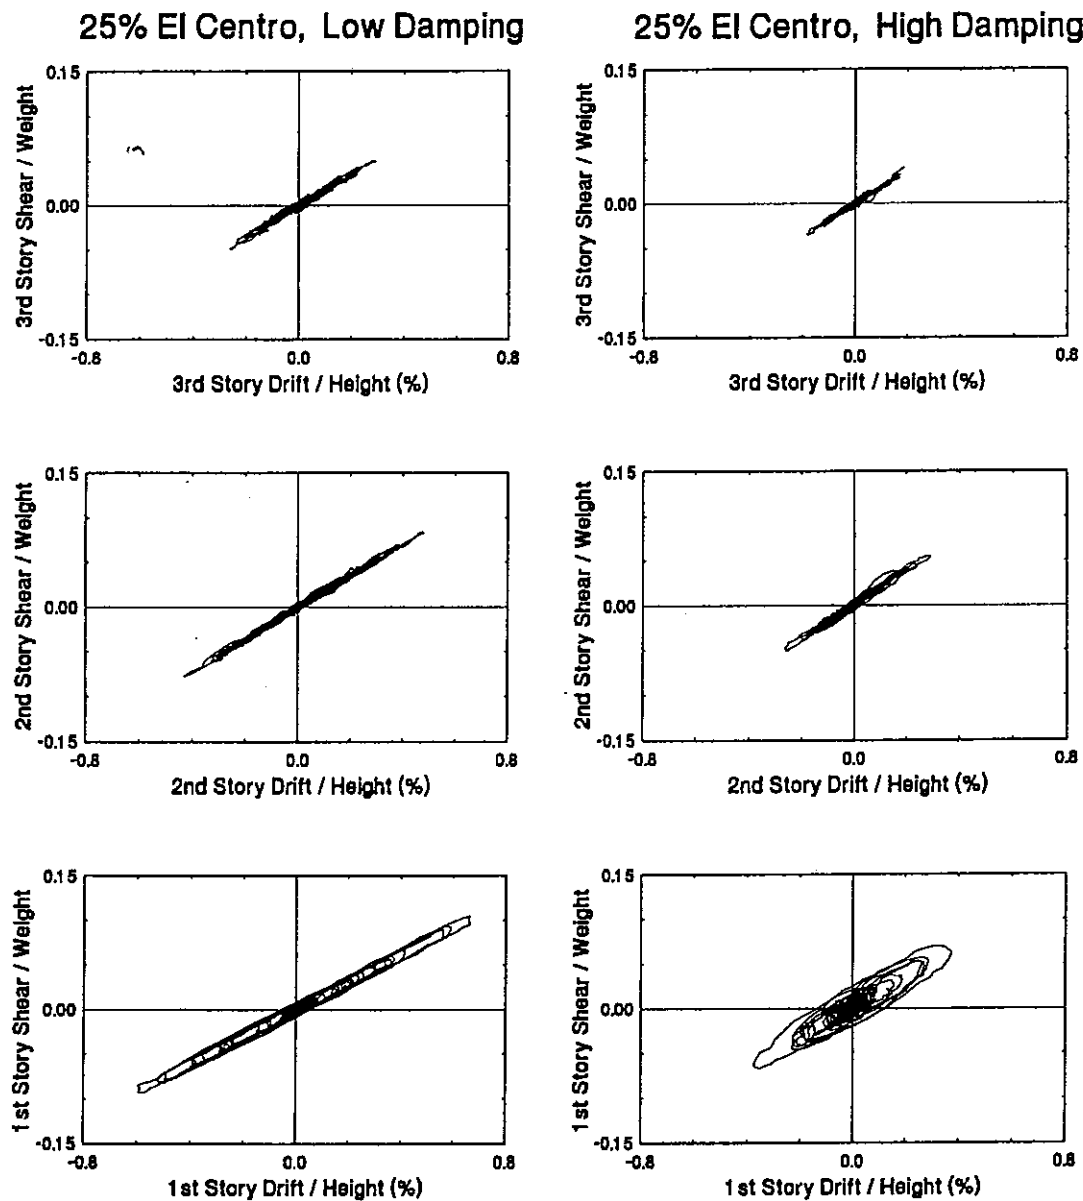 25% El Centro, Low Damping
25% El Centro, High Damping
3rd Story Shear / Weight
0.15
0.00
-0.15
-0.8
0.0
0.8
3rd Story Drift / Height (%)
3rd Story Shear / Weight
0.15
0.00
-0.15
-0.8
0.0
0.8
3rd Story Drift / Height (%)
2nd Story Shear / Weight
0.15
0.00
-0.15
-0.8
0.0
0.8
2nd Story Drift / Height (%)
2nd Story Shear / Weight
0.15
0.00
-0.15
-0.8
0.0
0.8
2nd Story Drift / Height (%)
1st Story Shear / Weight
0.15
0.00
-0.15
-0.8
0.0
0.8
1st Story Drift / Height (%)
1st Story Shear / Weight
0.15
0.00
-0.15
-0.8
0.0
0.8
1st Story Drift / Height (%)